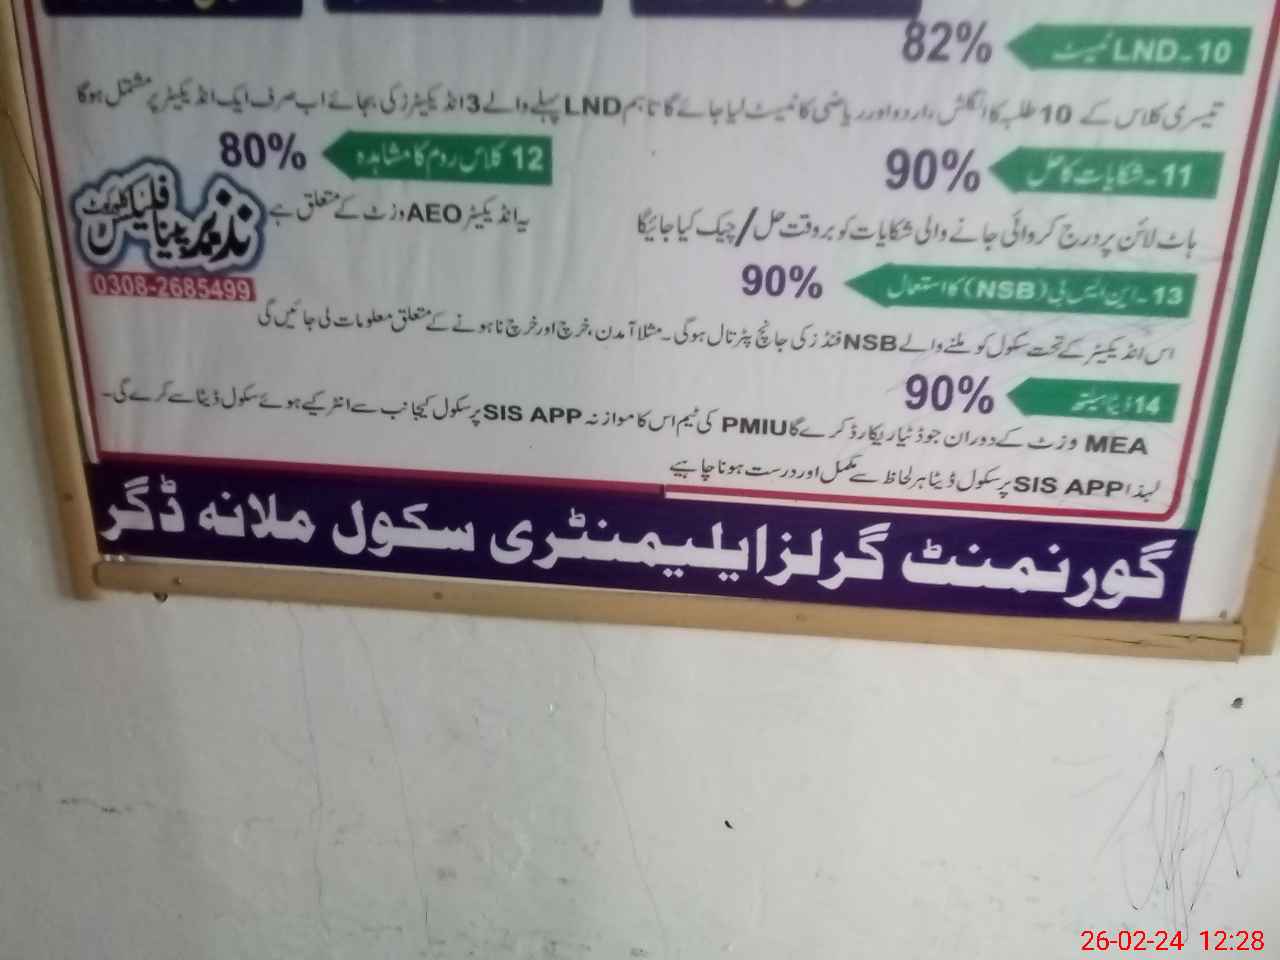 10۔LND ٹیسٹ 82%
تیسری کلاس کے 10 طلبہ کا انگلش، اردو اور ریاضی کا ٹیسٹ لیا جائے گا تاہم LND پہلے والے 3 انڈیکیٹرز کی بجائے اب صرف ایک انڈیکیٹر پر مشتمل ہوگا
11۔شکایات کا حل 90%
12 کلاس روم کا مشاہدہ 80%
ہاٹ لائن پر درج کروائی جانے والی شکایات کو بروقت حل/چیک کیا جائیگا
یہ انڈیکیٹر AEO وزٹ کے متعلق ہے
نذیر پینا فلیکس
0308-2685499
13۔این ایس بی (NSB) کا استعمال 90%
اس انڈیکیٹر کے تحت سکول کو ملنے والے NSB فنڈز کی جانچ پڑتال ہوگی۔ مثلا آمدن، خرچ اور خرچ نا ہونے کے متعلق معلومات لی جائیں گی
14 ڈیٹا ہیلتھ 90%
MEA وزٹ کے دوران جو ڈیٹا ریکارڈ کرے گا PMIU کی ٹیم اس کا موازنہ SIS APP پر سکول کیجانب سے انٹر کیے ہوئے سکول ڈیٹا سے کرے گی۔
لہذا SIS APP پر سکول ڈیٹا ہر لحاظ سے مکمل اور درست ہونا چاہیے
گورنمنٹ گرلز ایلیمنٹری سکول ملانہ ڈگر
26-02-24 12:28